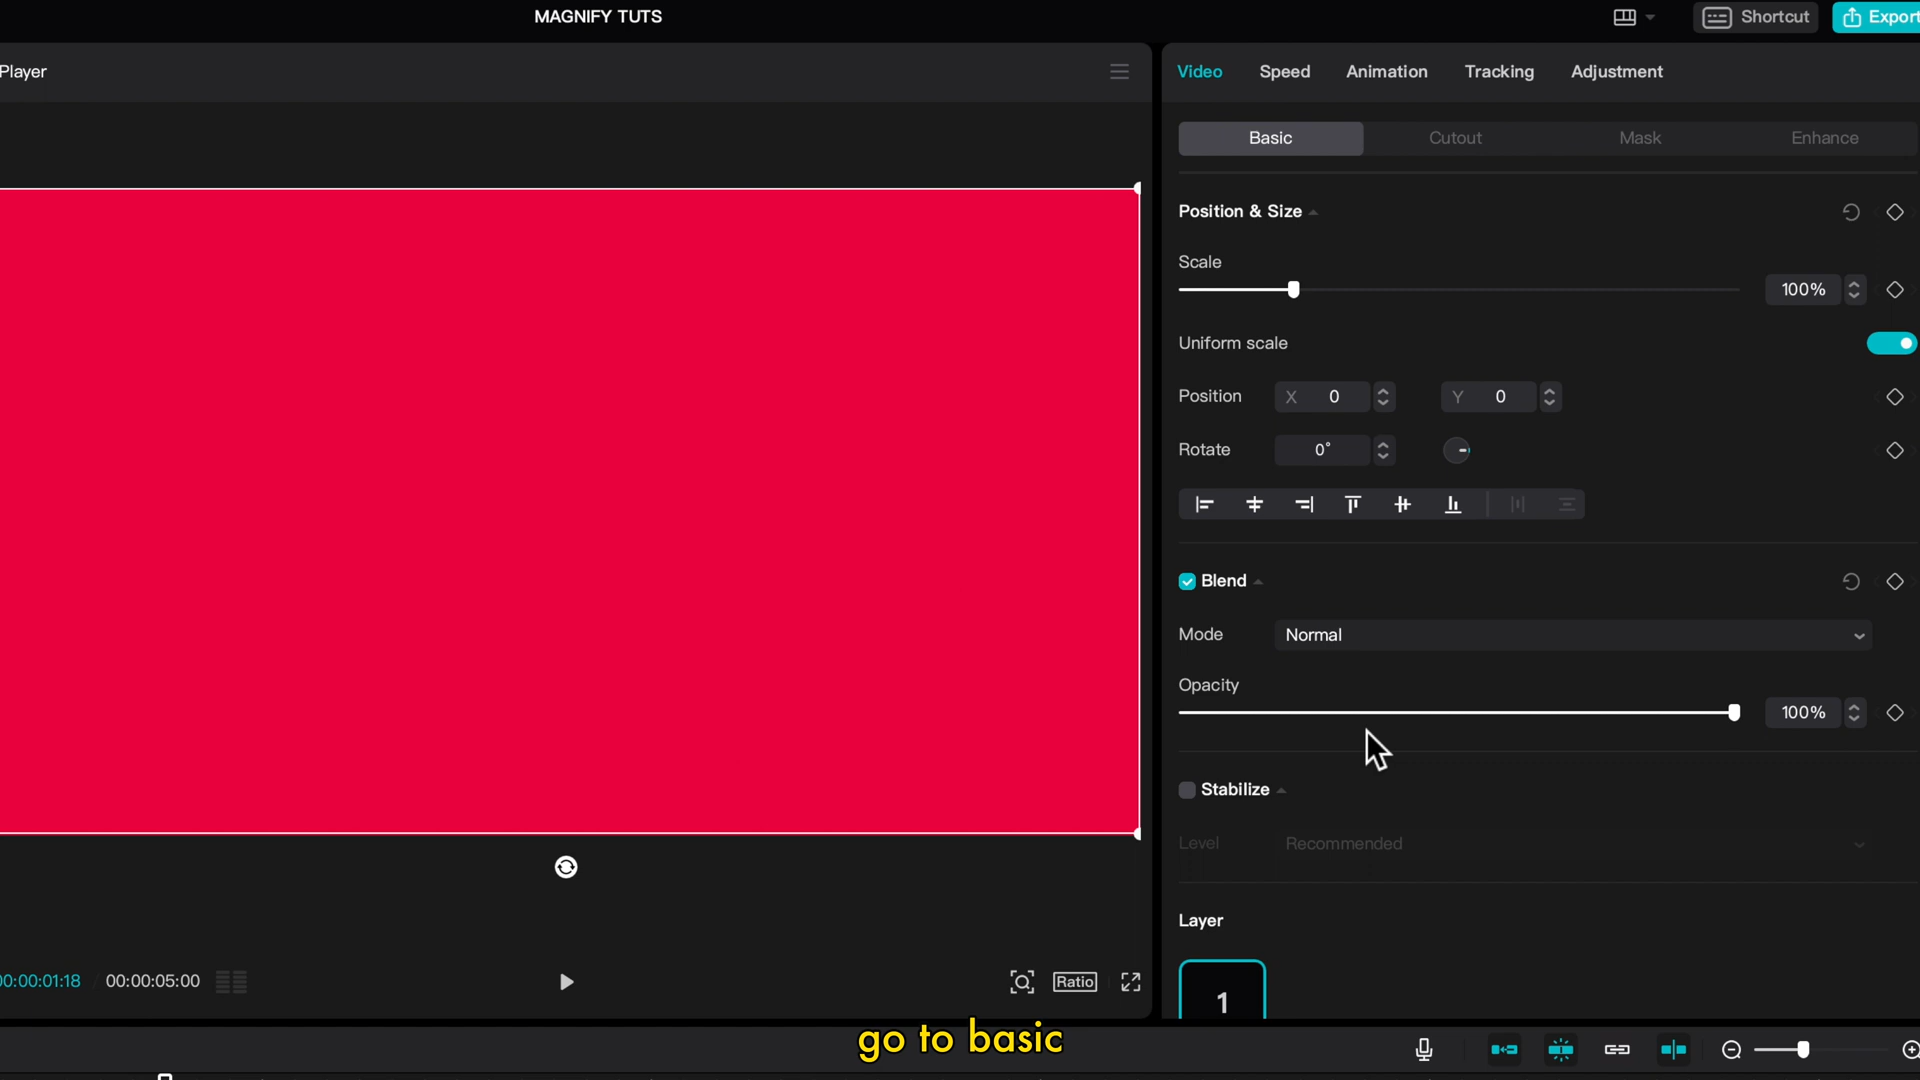 MAGNIFY TUTS
Shortcut
Export
Player
Video
Speed
Animation
Tracking
Adjustment
Basic
Cutout
Mask
Enhance
Position & Size
Scale
100%
Uniform scale
Position
X 0
Y 0
Rotate
0°
Blend
Mode
Normal
Opacity
100%
Stabilize
Level
Recommended
Layer
1
00:00:01:18
00:00:05:00
Ratio
go to basic